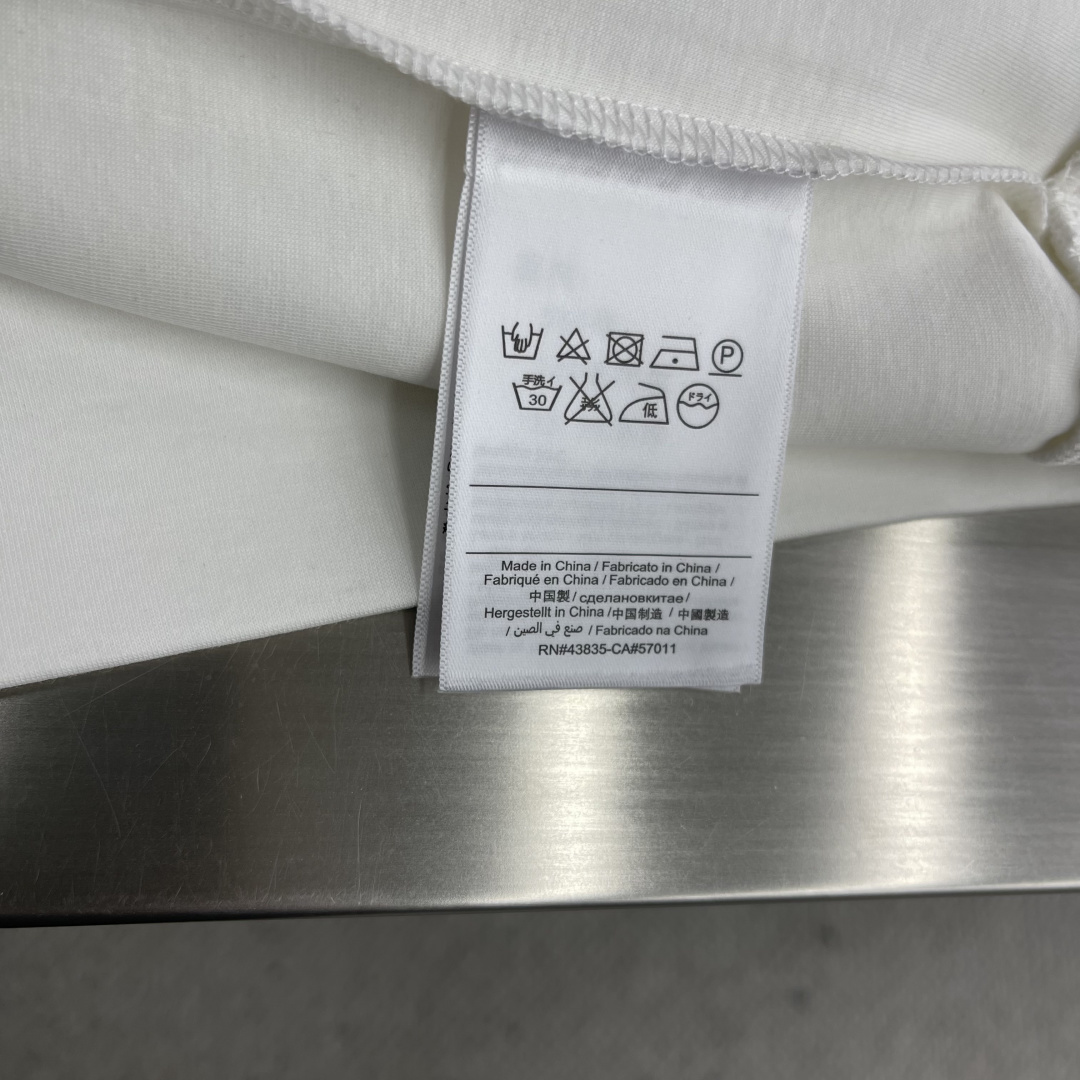 P
手洗イ
30
低
ドライ
Made in China / Fabricato in China /
Fabriqué en China / Fabricado en China /
中国製 / сделановкитае /
Hergestellt in China /中国制造 / 中國製造
/ صنع في الصين / Fabricado na China
RN#43835-CA#57011